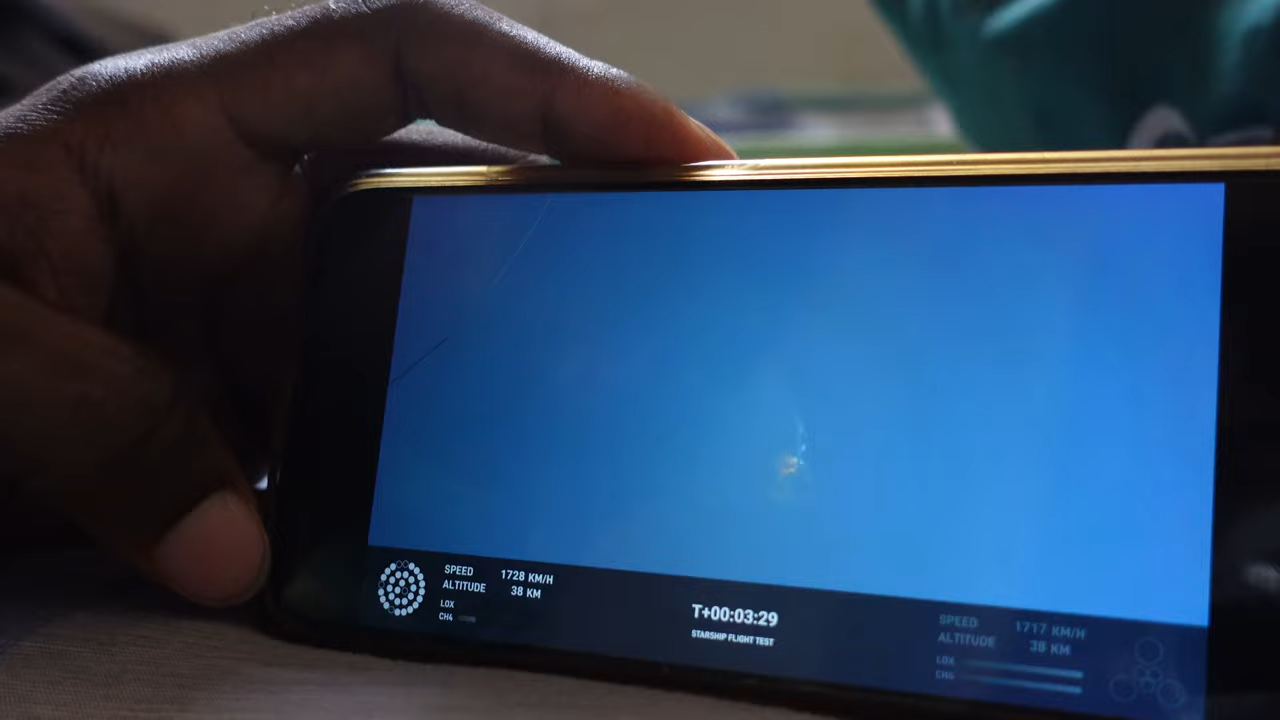 SPEED 1728 KM/H
ALTITUDE 38 KM
LOX
CH4
T+00:03:29
STARSHIP FLIGHT TEST
SPEED 1717 KM/H
ALTITUDE 38 KM
LOX
CH4